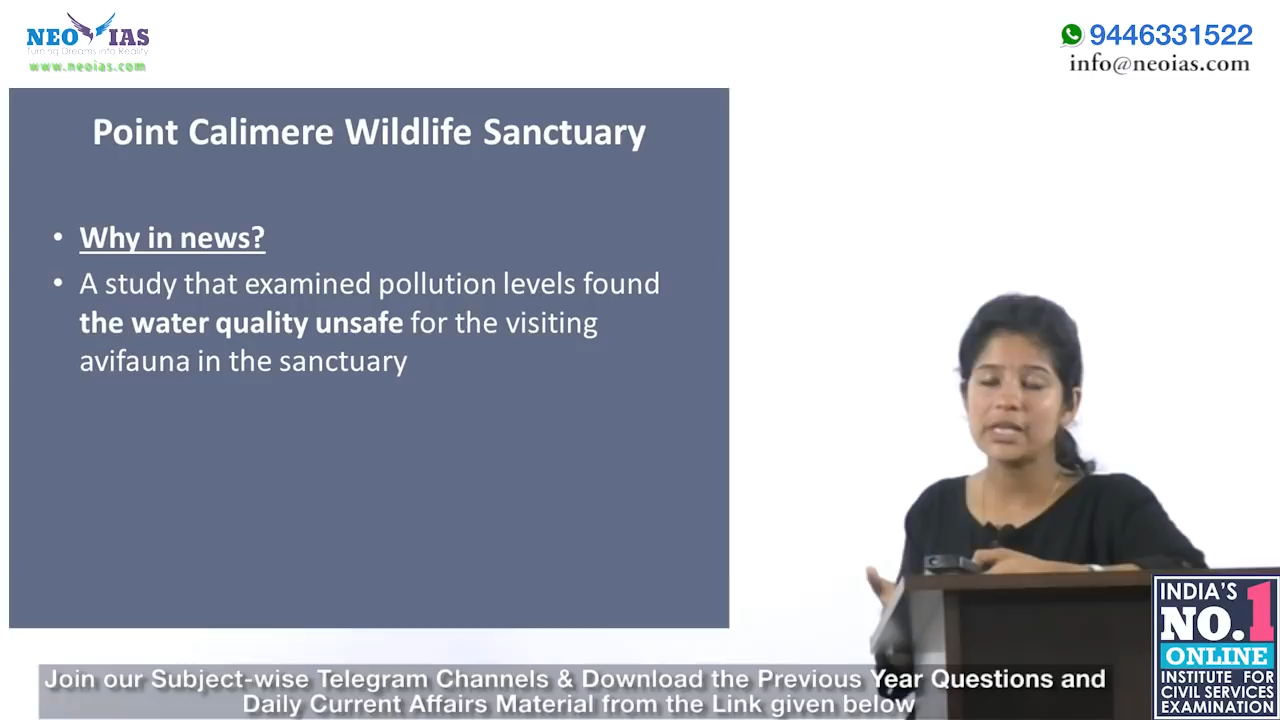 NEO IAS
Turning Dreams into Reality
www.neoias.com
9446331522
info@neoias.com
Point Calimere Wildlife Sanctuary
• Why in news?
• A study that examined pollution levels found
the water quality unsafe for the visiting
avifauna in the sanctuary
INDIA'S
NO.1
ONLINE
INSTITUTE FOR
CIVIL SERVICES
EXAMINATION
Join our Subject-wise Telegram Channels & Download the Previous Year Questions and
Daily Current Affairs Material from the Link given below